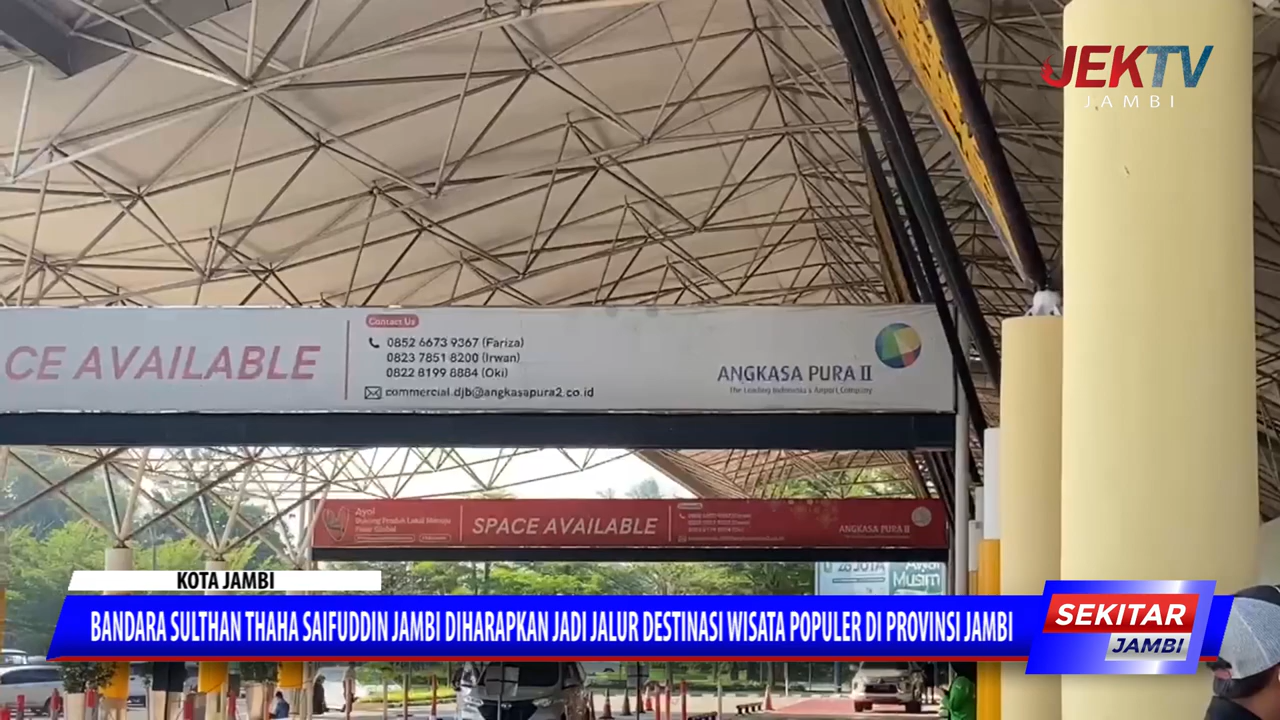 JEKTV
JAMBI
CE AVAILABLE
Contact Us
0852 6673 9367 (Fariza)
0823 7851 8200 (Irwan)
0822 8199 8884 (Oki)
commercial.djb@angkasapura2.co.id
ANGKASA PURA II
The Leading Indonesia's Airport Company
Ayo!
SPACE AVAILABLE
ANGKASA PURA II
KOTA JAMBI
BANDARA SULTHAN THAHA SAIFUDDIN JAMBI DIHARAPKAN JADI JALUR DESTINASI WISATA POPULER DI PROVINSI JAMBI
SEKITAR
JAMBI